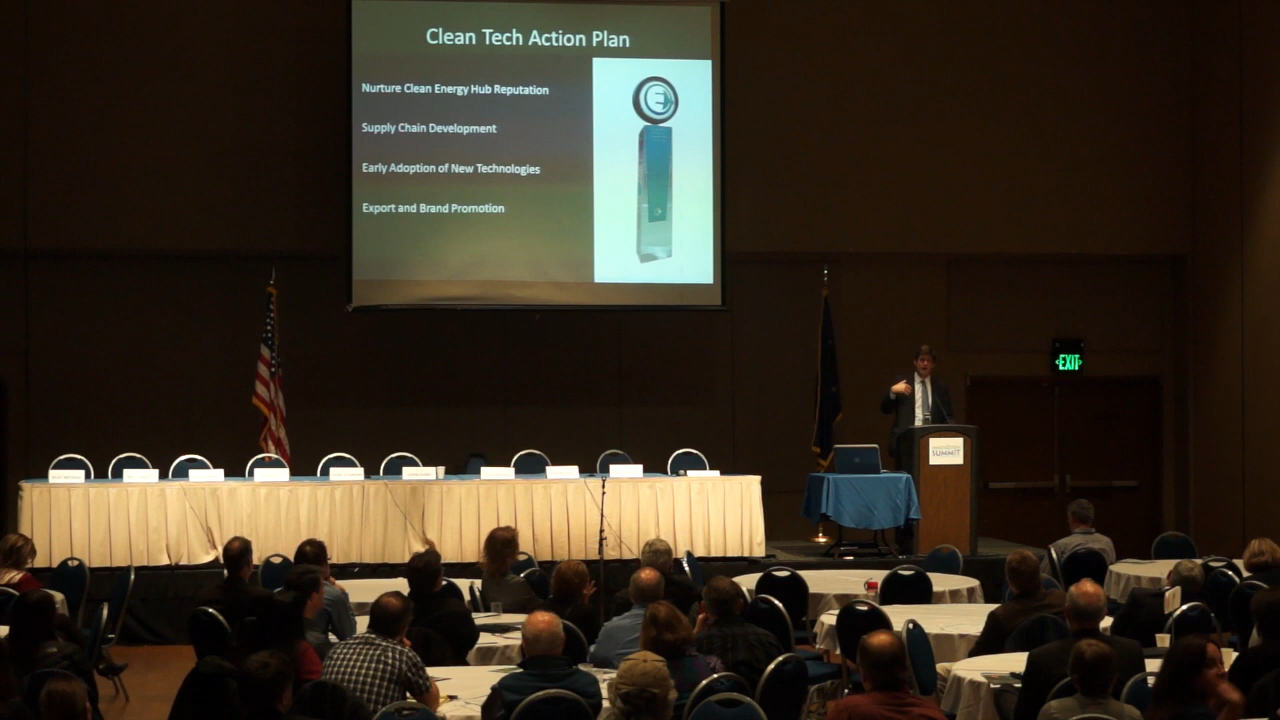 Clean Tech Action Plan
Nurture Clean Energy Hub Reputation
Supply Chain Development
Early Adoption of New Technologies
Export and Brand Promotion
EXIT
SUMMIT